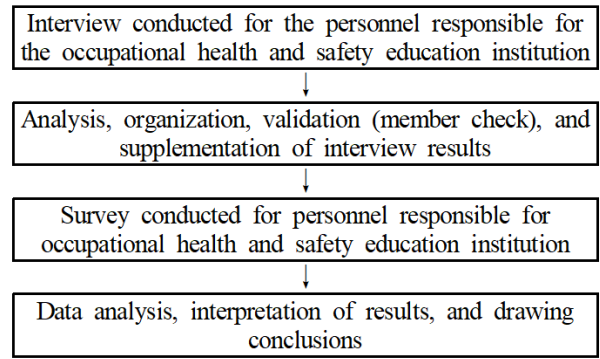 Interview conducted for the personnel responsible for
the occupational health and safety education institution
Analysis, organization, validation (member check), and
supplementation of interview results
Survey conducted for personnel responsible for
occupational health and safety education institution
Data analysis, interpretation of results, and drawing
conclusions